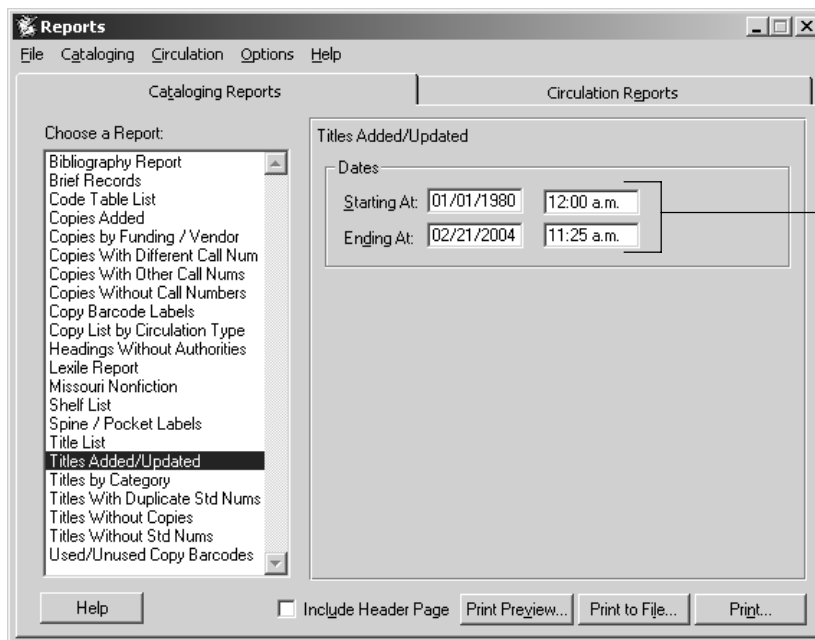 Reports
File Cataloging Circulation Options Help
Cataloging Reports Circulation Reports
Choose a Report:
Bibliography Report
Brief Records
Code Table List
Copies Added
Copies by Funding / Vendor
Copies With Different Call Num
Copies With Other Call Nums
Copies Without Call Numbers
Copy Barcode Labels
Copy List by Circulation Type
Headings Without Authorities
Lexile Report
Missouri Nonfiction
Shelf List
Spine / Pocket Labels
Title List
Titles Added/Updated
Titles by Category
Titles With Duplicate Std Nums
Titles Without Copies
Titles Without Std Nums
Used/Unused Copy Barcodes
Titles Added/Updated
Dates
Starting At: 01/01/1980 12:00 a.m.
Ending At: 02/21/2004 11:25 a.m.
Help Include Header Page Print Preview... Print to File... Print...